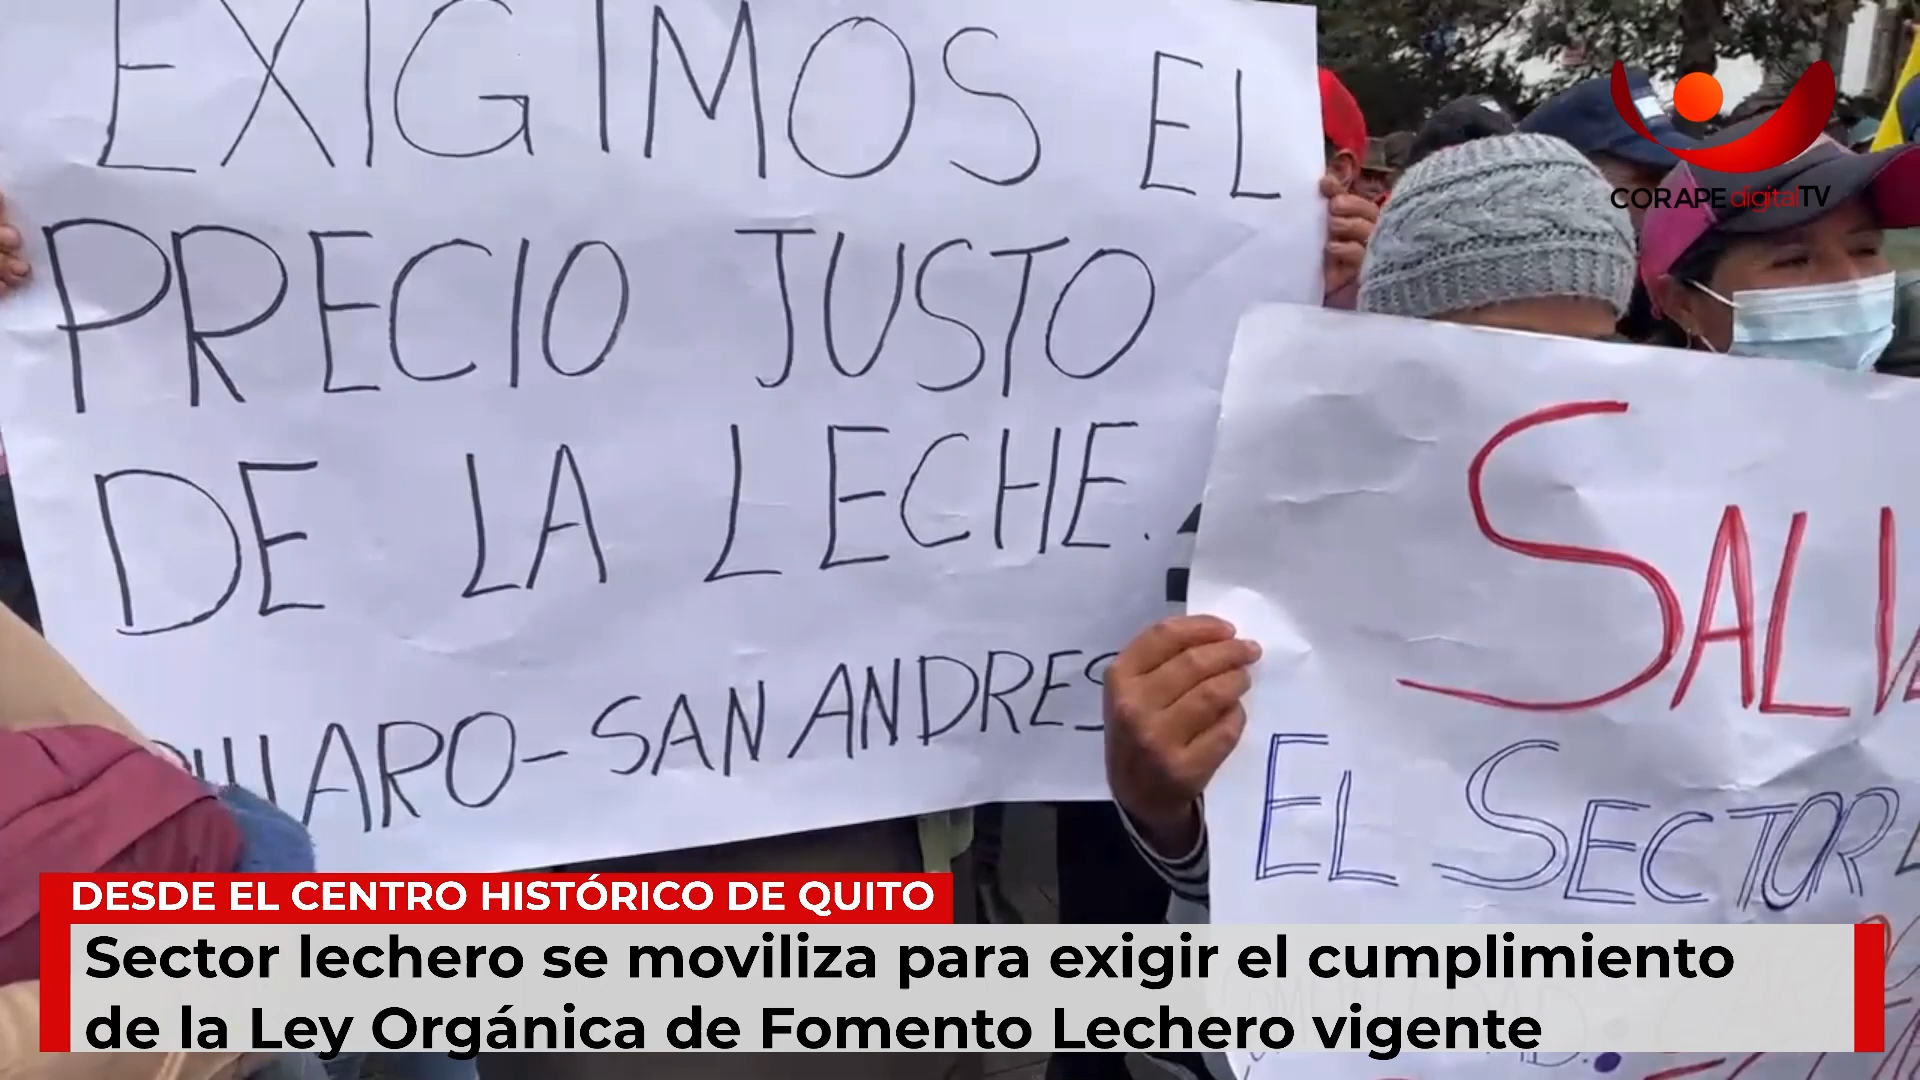 EXIGIMOS EL
PRECIO JUSTO
DE LA LECHE.
SAN ANDRES
CORAPE digitalTV
EL SECTOR
DESDE EL CENTRO HISTÓRICO DE QUITO
Sector lechero se moviliza para exigir el cumplimiento
de la Ley Orgánica de Fomento Lechero vigente